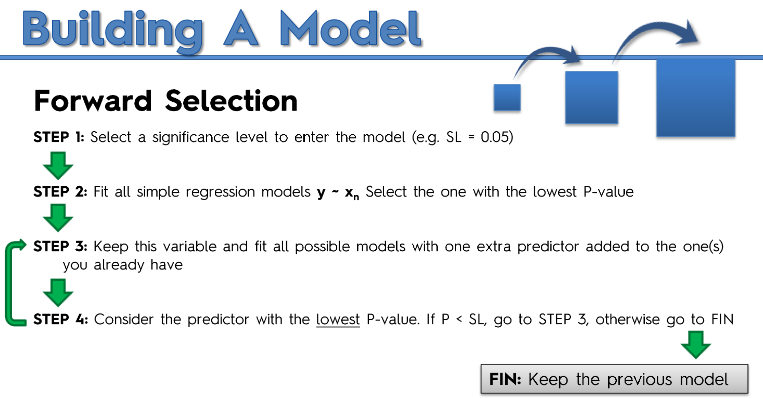 Building A Model
Forward Selection
STEP 1: Select a significance level to enter the model (e.g. SL = 0.05)
STEP 2: Fit all simple regression models y ~ xn Select the one with the lowest P-value
STEP 3: Keep this variable and fit all possible models with one extra predictor added to the one(s)
you already have
STEP 4: Consider the predictor with the lowest P-value. If P < SL, go to STEP 3, otherwise go to FIN
FIN: Keep the previous model